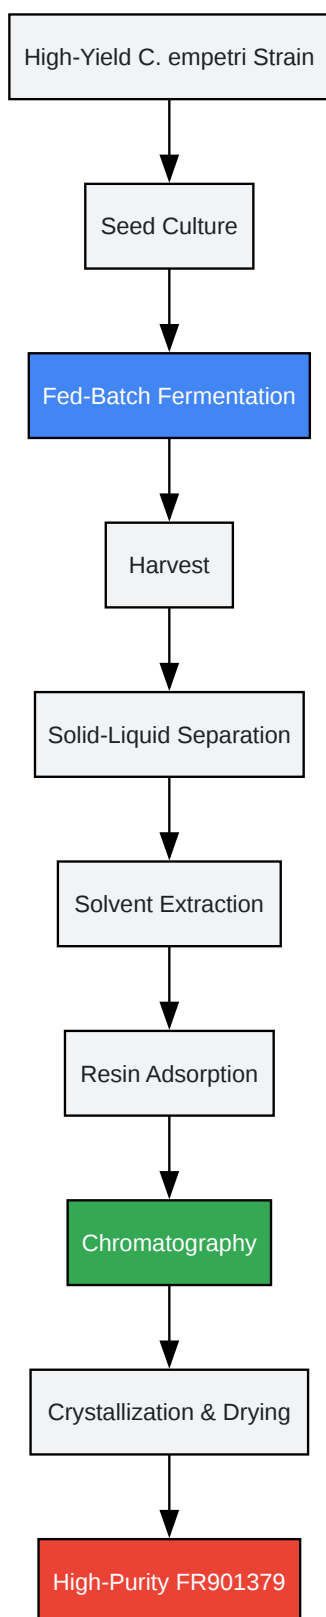 High-Yield C. empetri Strain
Seed Culture
Fed-Batch Fermentation
Harvest
Solid-Liquid Separation
Solvent Extraction
Resin Adsorption
Chromatography
Crystallization & Drying
High-Purity FR901379